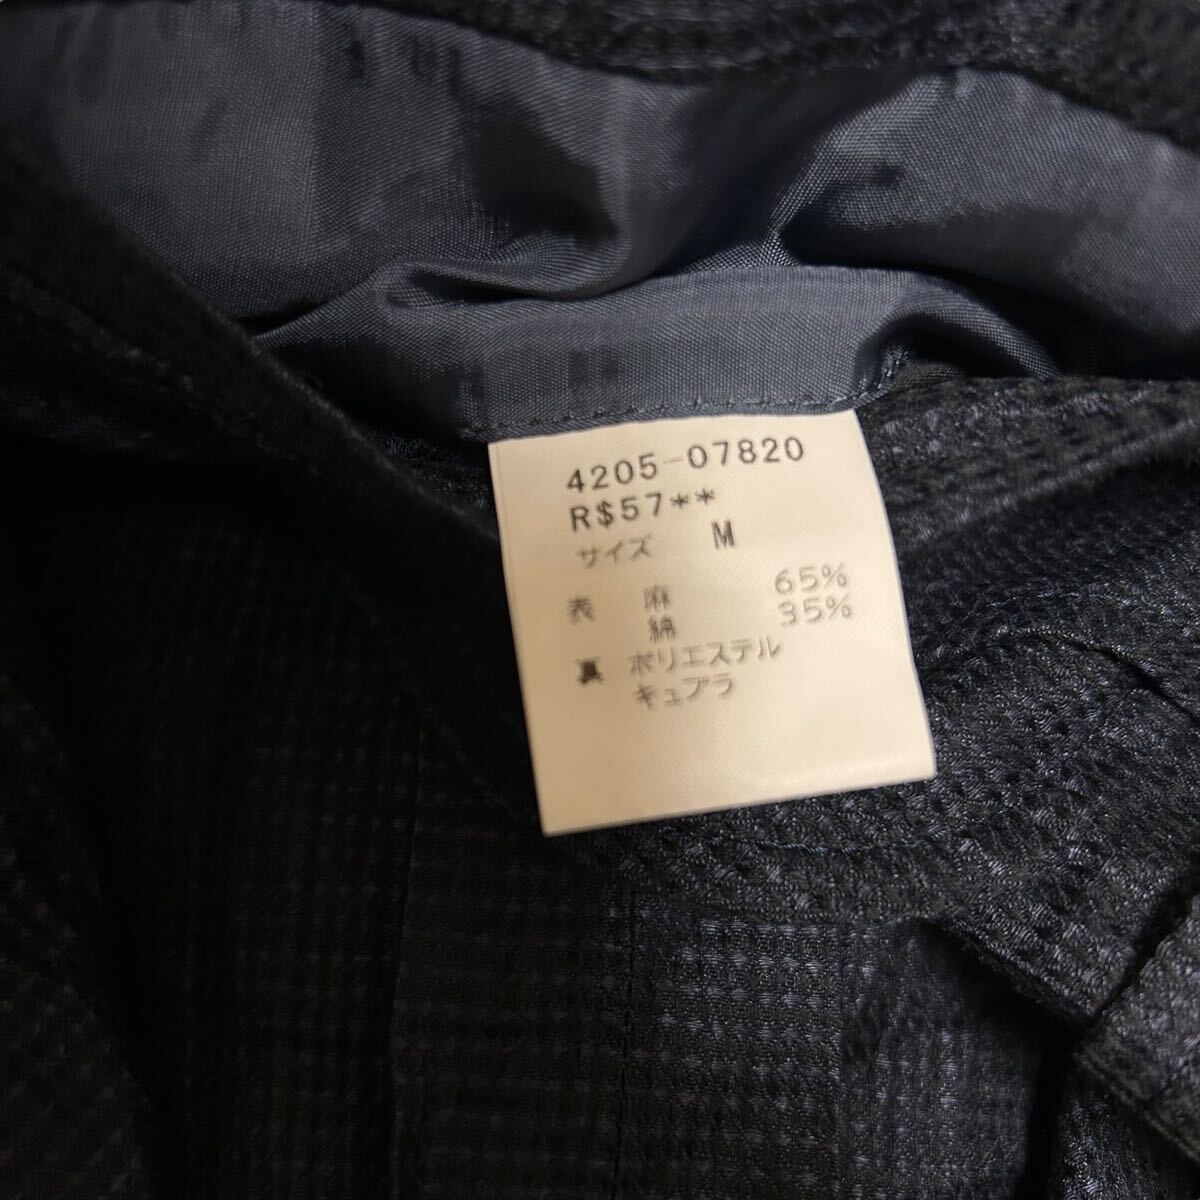 4205-07820
R$57**
サイズ M
表 麻 65%
綿 35%
裏 ポリエステル
キュプラ